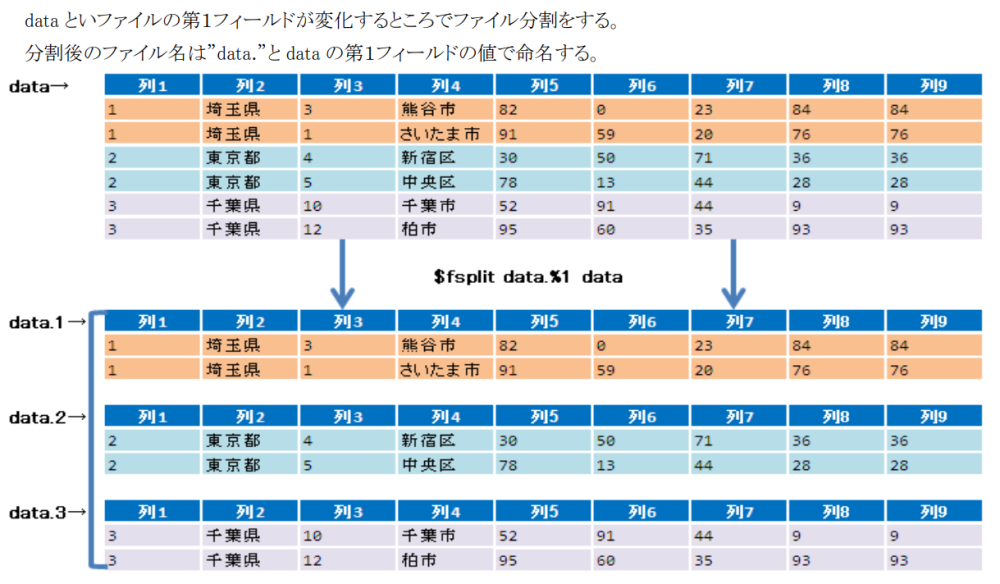 data といファイルの第1フィールドが変化するところでファイル分割をする。
分割後のファイル名は”data.”と data の第1フィールドの値で命名する。
data→ 列1 列2 列3 列4 列5 列6 列7 列8 列9
1 埼玉県 3 熊谷市 82 0 23 84 84
1 埼玉県 1 さいたま市 91 59 20 76 76
2 東京都 4 新宿区 30 50 71 36 36
2 東京都 5 中央区 78 13 44 28 28
3 千葉県 10 千葉市 52 91 44 9 9
3 千葉県 12 柏市 95 60 35 93 93
$fsplit data.%1 data
data.1→ 列1 列2 列3 列4 列5 列6 列7 列8 列9
1 埼玉県 3 熊谷市 82 0 23 84 84
1 埼玉県 1 さいたま市 91 59 20 76 76
data.2→ 列1 列2 列3 列4 列5 列6 列7 列8 列9
2 東京都 4 新宿区 30 50 71 36 36
2 東京都 5 中央区 78 13 44 28 28
data.3→ 列1 列2 列3 列4 列5 列6 列7 列8 列9
3 千葉県 10 千葉市 52 91 44 9 9
3 千葉県 12 柏市 95 60 35 93 93